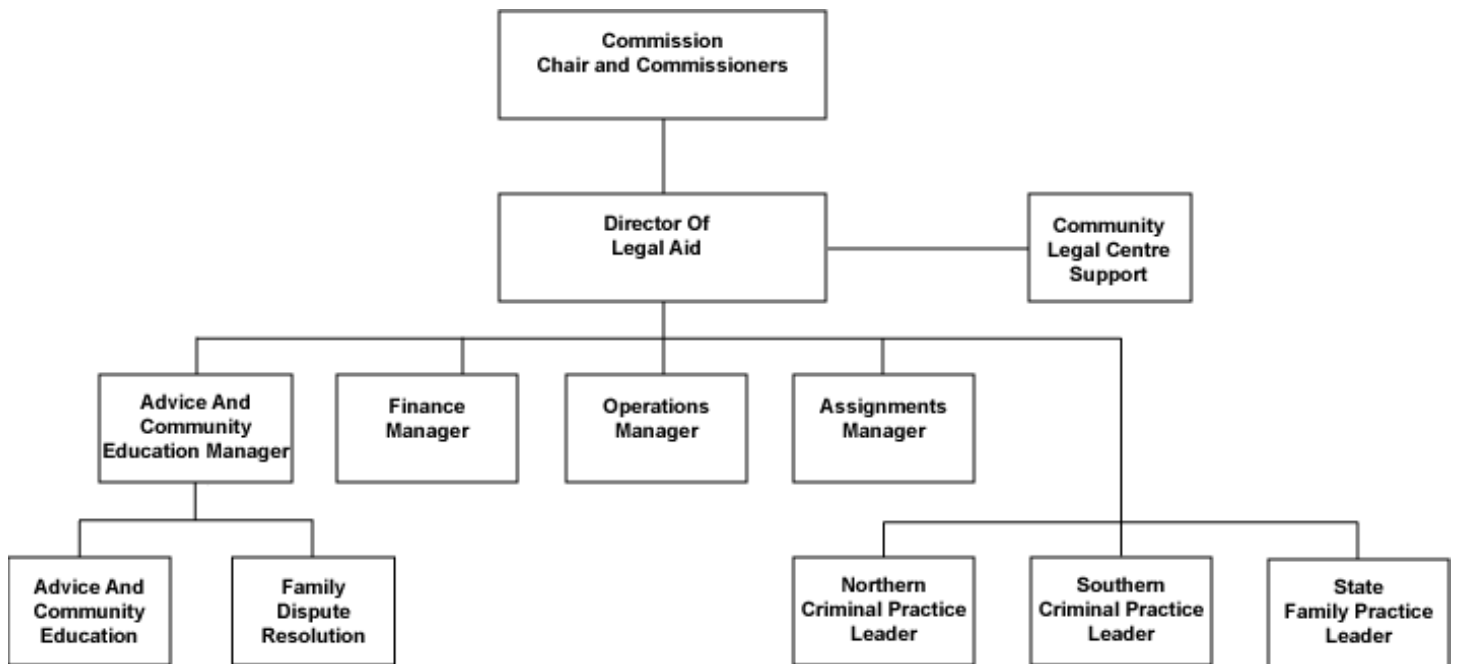 Commission
Chair and Commissioners
Director Of
Legal Aid
Community
Legal Centre
Support
Advice And
Community
Education Manager
Finance
Manager
Operations
Manager
Assignments
Manager
Advice And
Community
Education
Family
Dispute
Resolution
Northern
Criminal Practice
Leader
Southern
Criminal Practice
Leader
State
Family Practice
Leader